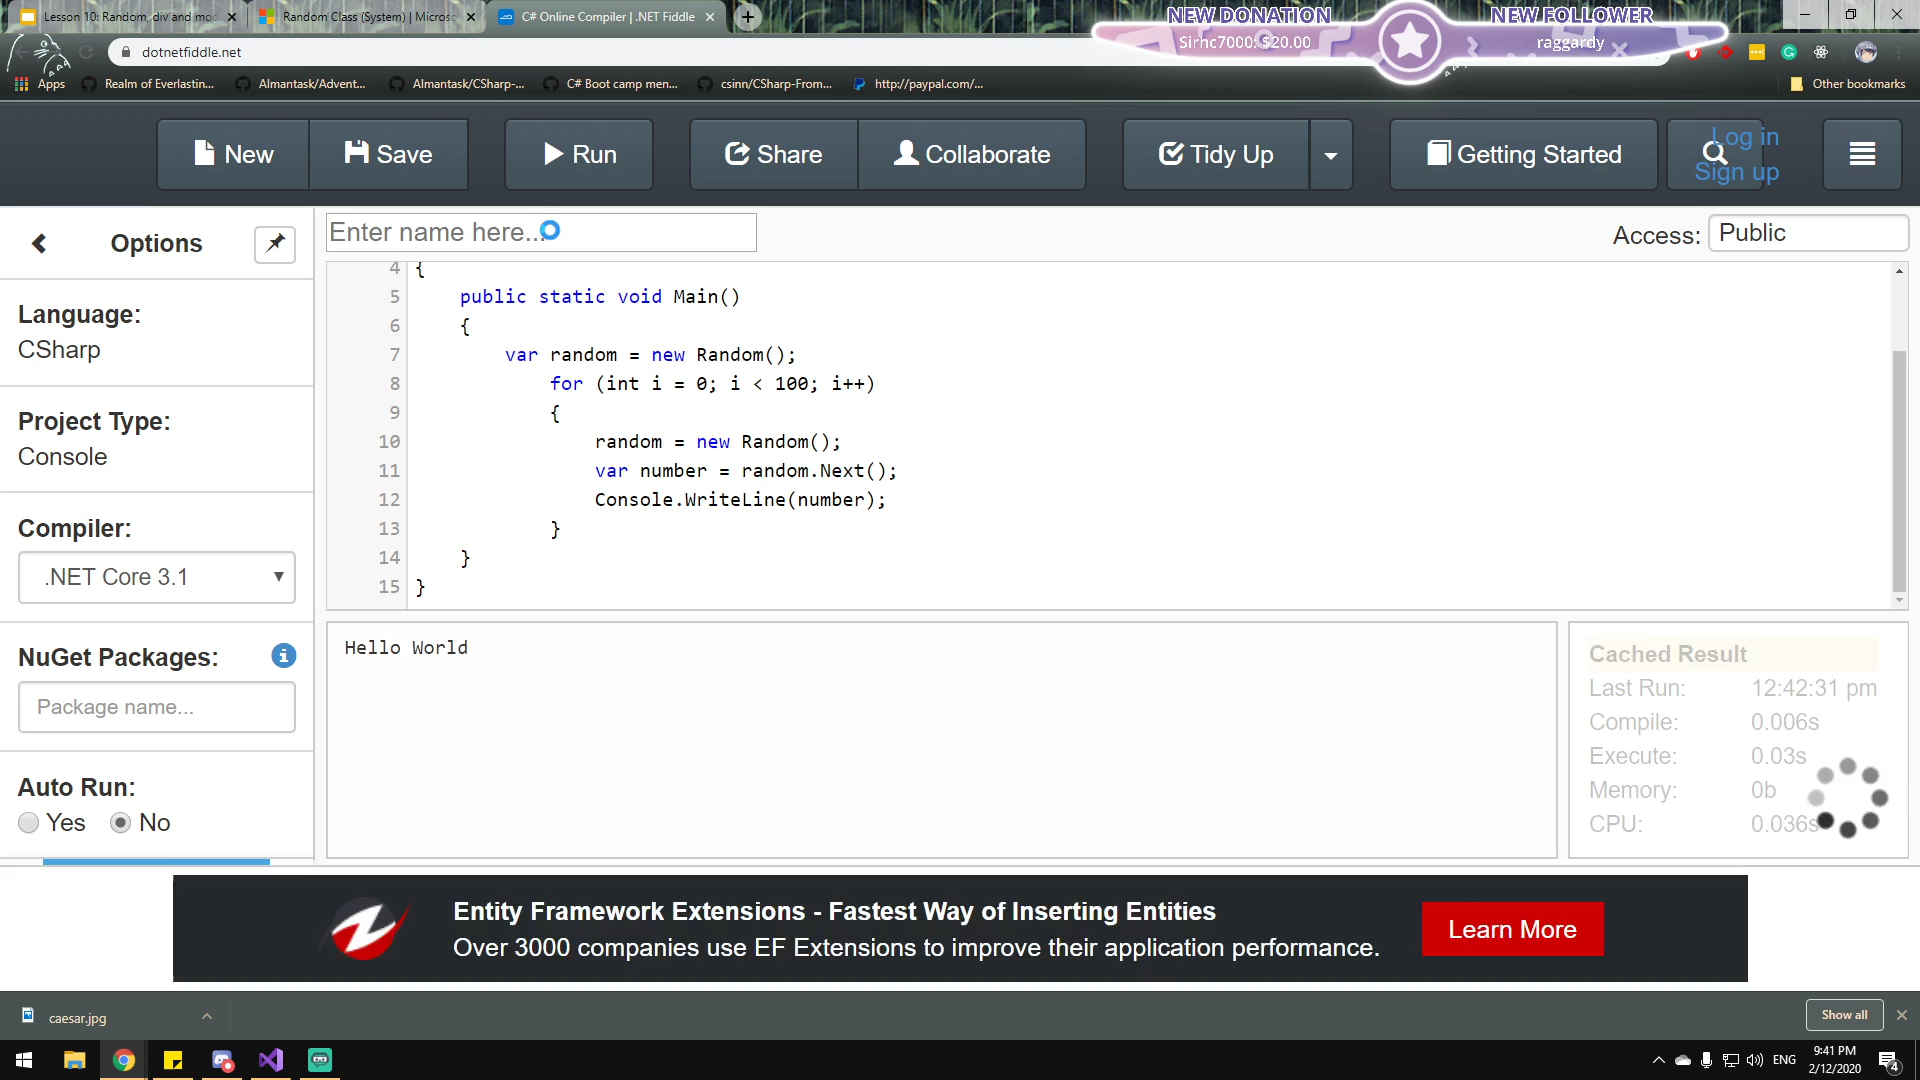 Lesson 10: Random, div and mod
Random Class (System) | Micros
C# Online Compiler | .NET Fiddle
NEW DONATION
Sirhc7000: $20.00
NEW FOLLOWER
raggardy
dotnetfiddle.net
Apps
Realm of Everlastin...
Almantask/Advent...
Almantask/CSharp-...
C# Boot camp men...
csinn/CSharp-From...
http://paypal.com/...
Other bookmarks
New
Save
Run
Share
Collaborate
Tidy Up
Getting Started
Log in
Sign up
Options
Enter name here...
Access:
Public
Language:
CSharp
Project Type:
Console
Compiler:
.NET Core 3.1
NuGet Packages:
Package name...
Auto Run:
Yes
No
4 {
5 public static void Main()
6 {
7 var random = new Random();
8 for (int i = 0; i < 100; i++)
9 {
10 random = new Random();
11 var number = random.Next();
12 Console.WriteLine(number);
13 }
14 }
15 }
Hello World
Cached Result
Last Run: 12:42:31 pm
Compile: 0.006s
Execute: 0.03s
Memory: 0b
CPU: 0.036s
Entity Framework Extensions - Fastest Way of Inserting Entities
Over 3000 companies use EF Extensions to improve their application performance.
Learn More
caesar.jpg
Show all
ENG
9:41 PM
2/12/2020
4